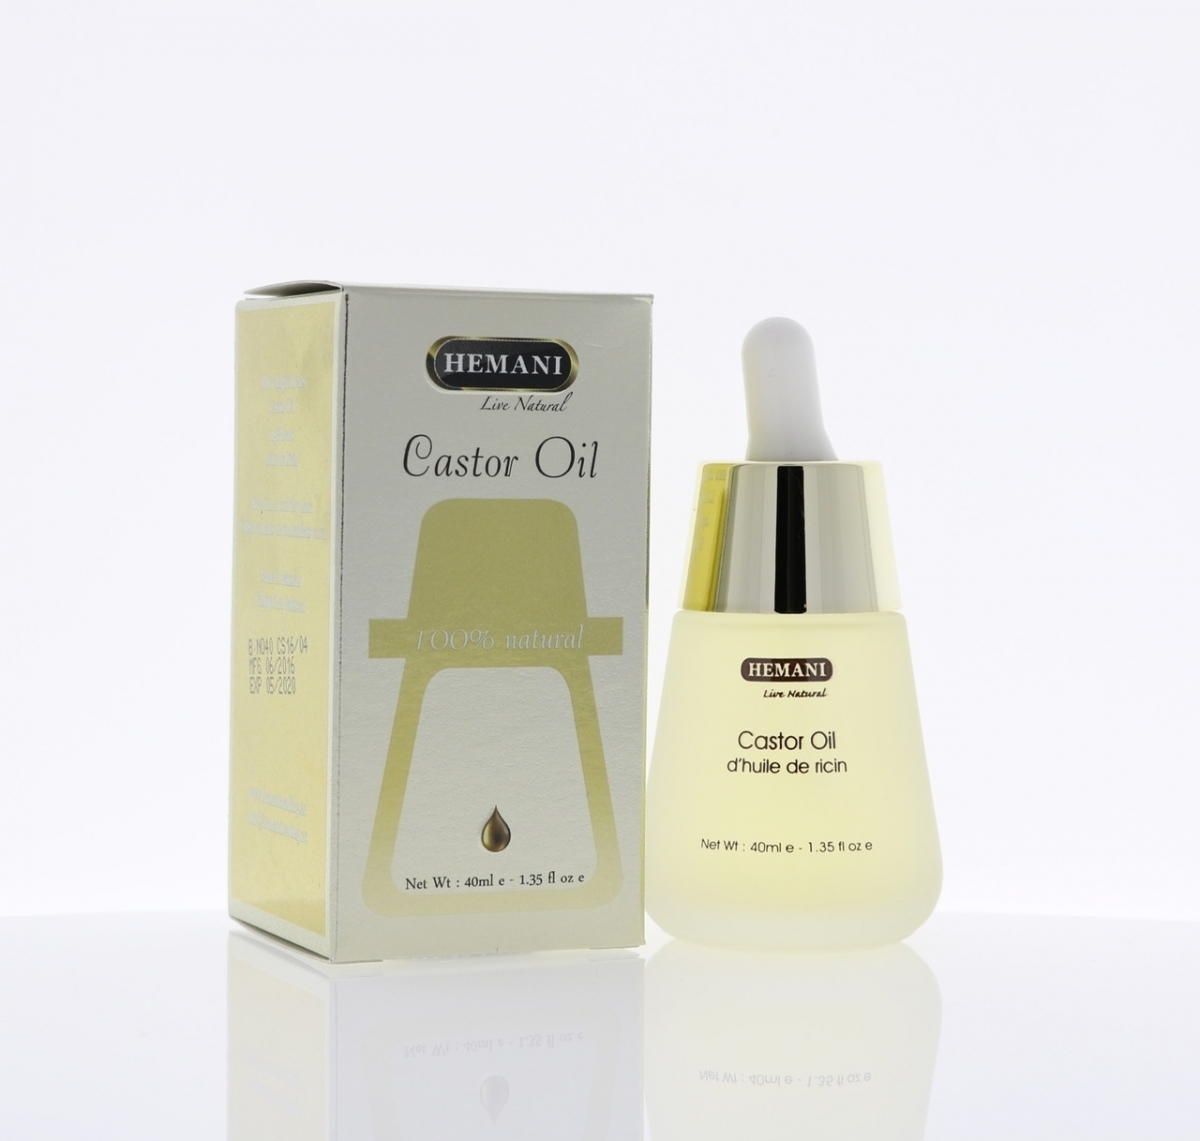 HEMANI
Live Natural
Castor Oil
100% natural
Net Wt : 40ml e - 1.35 fl oz e
B NO40 CS16/04
MFG 06/2016
EXP 05/2020
HEMANI
Live Natural
Castor Oil
d'huile de ricin
Net Wt : 40ml e - 1.35 fl oz e